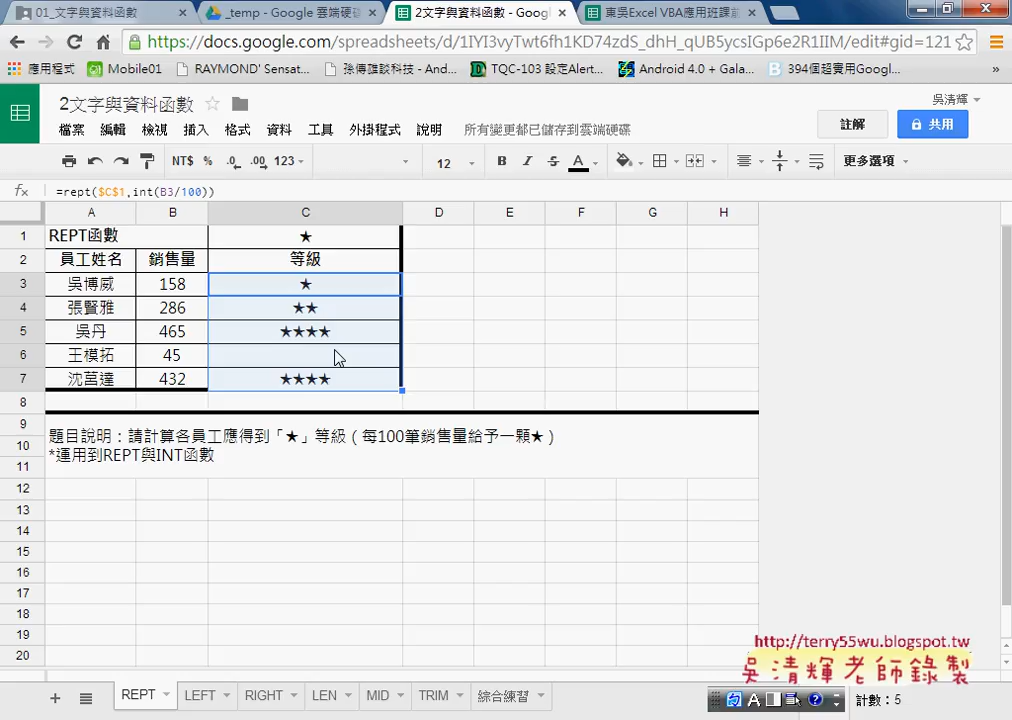 01_文字與資料函數
_temp - Google 雲端硬碟
2文字與資料函數 - Goog
東吳Excel VBA應用班課前
https://docs.google.com/spreadsheets/d/1IYI3vyTwt6fh1KD74zdS_dhH_qUB5ycsIGp6e2R1IIM/edit#gid=121
應用程式 Mobile01 RAYMOND' Sensat... 孫傳雄談科技 - And... TQC-103 設定Alert... Android 4.0 + Gala... 394個超實用Googl... »
2文字與資料函數
吳清輝
檔案 編輯 檢視 插入 格式 資料 工具 外掛程式 說明 所有變更都已儲存到雲端硬碟
註解 共用
NT$ % .0 .00 123 12 B I S A 更多選項
fx =rept($C$1,int(B3/100))
A B C D E F G H
1 REPT函數 ★
2 員工姓名 銷售量 等級
3 吳博威 158 ★
4 張賢雅 286 ★★
5 吳丹 465 ★★★★
6 王模拓 45
7 沈莒達 432 ★★★★
8
9
10 題目說明：請計算各員工應得到「★」等級（每100筆銷售量給予一顆★）
11 *運用到REPT與INT函數
12
13
14
15
16
17
18
19
20
http://terry55wu.blogspot.tw
吳清輝老師錄製
+ REPT LEFT RIGHT LEN MID TRIM 綜合練習
計數：5